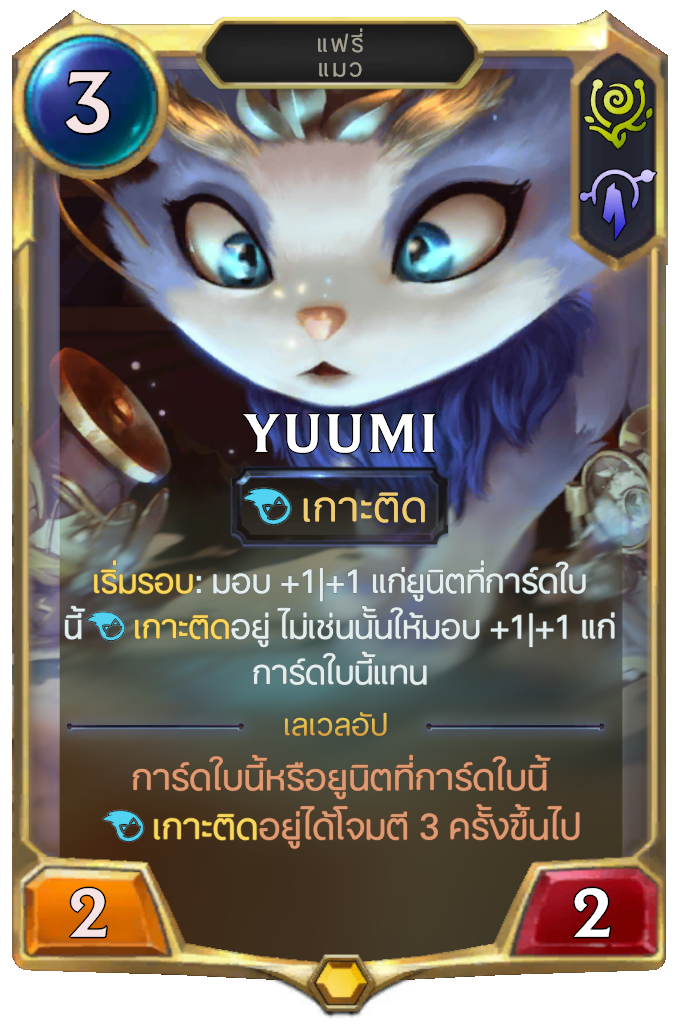 แฟรี่
แมว
3
YUUMI
เกาะติด
เริ่มรอบ: มอบ +1|+1 แก่ยูนิตที่การ์ดใบ
นี้ เกาะติดอยู่ ไม่เช่นนั้นให้มอบ +1|+1 แก่
การ์ดใบนี้แทน
เลเวลอัป
การ์ดใบนี้หรือยูนิตที่การ์ดใบนี้
เกาะติดอยู่ได้โจมตี 3 ครั้งขึ้นไป
2
2